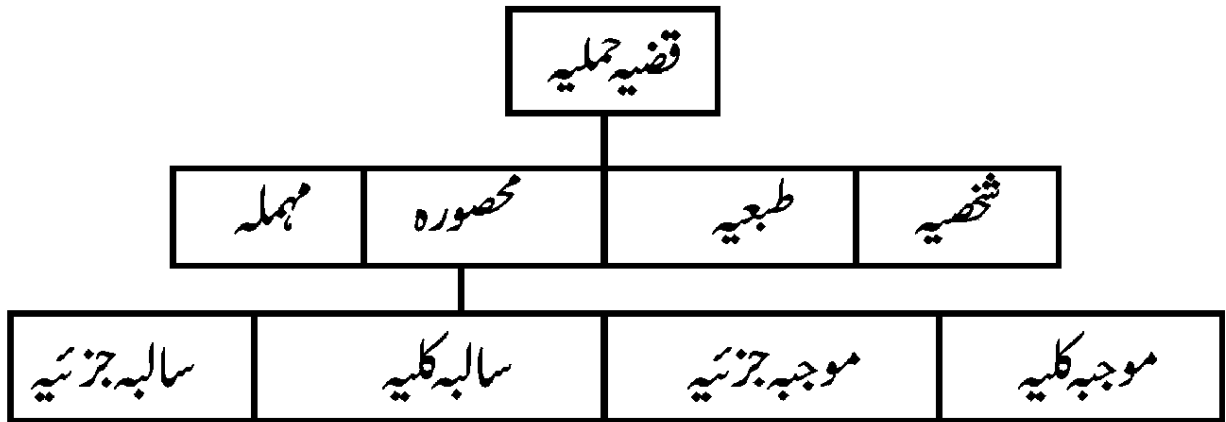 قضیہ حملیہ
شخصیہ طبعیہ محصورہ مہملہ
موجبہ کلیہ موجبہ جزئیہ سالبہ کلیہ سالبہ جزئیہ